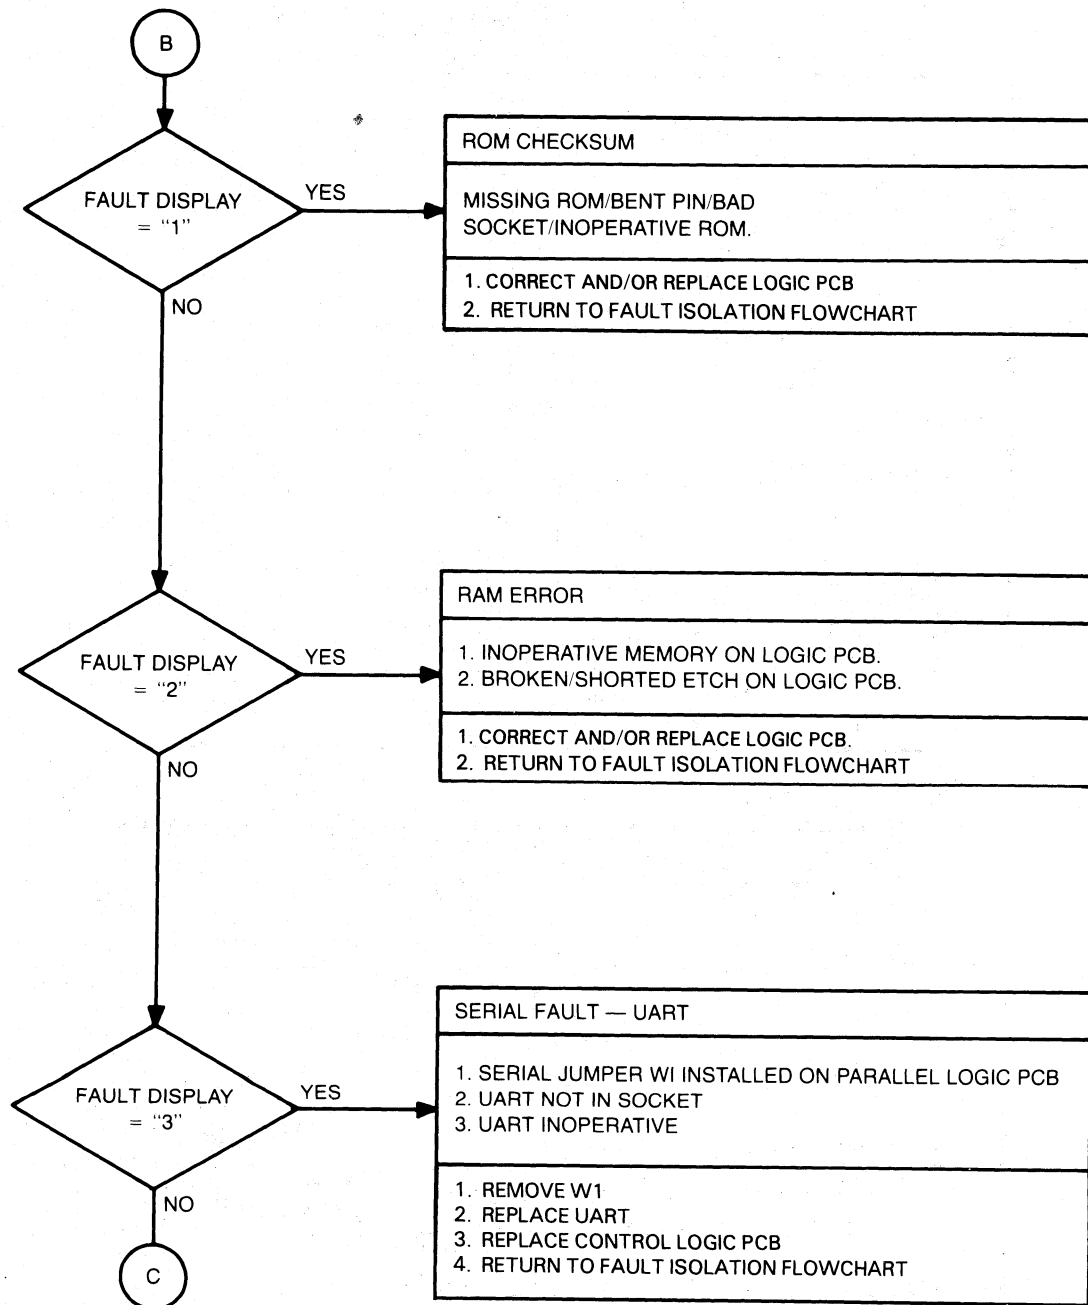 B
FAULT DISPLAY
= “1”
YES
NO
ROM CHECKSUM
MISSING ROM/BENT PIN/BAD
SOCKET/INOPERATIVE ROM.
1. CORRECT AND/OR REPLACE LOGIC PCB
2. RETURN TO FAULT ISOLATION FLOWCHART
FAULT DISPLAY
= “2”
YES
NO
RAM ERROR
1. INOPERATIVE MEMORY ON LOGIC PCB.
2. BROKEN/SHORTED ETCH ON LOGIC PCB.
1. CORRECT AND/OR REPLACE LOGIC PCB.
2. RETURN TO FAULT ISOLATION FLOWCHART
FAULT DISPLAY
= “3”
YES
NO
SERIAL FAULT — UART
1. SERIAL JUMPER WI INSTALLED ON PARALLEL LOGIC PCB
2. UART NOT IN SOCKET
3. UART INOPERATIVE
1. REMOVE W1
2. REPLACE UART
3. REPLACE CONTROL LOGIC PCB
4. RETURN TO FAULT ISOLATION FLOWCHART
C